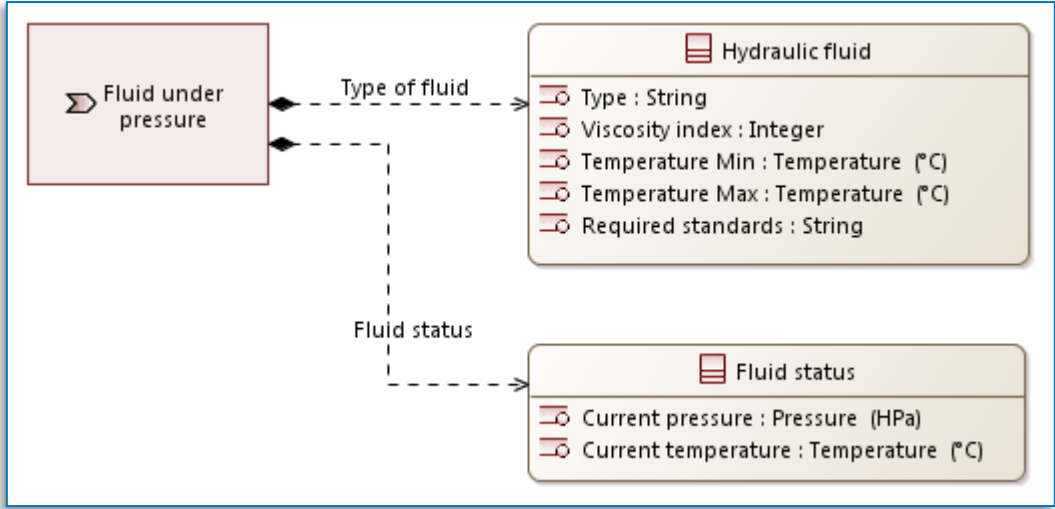 Fluid under
pressure
Type of fluid
Hydraulic fluid
Type : String
Viscosity index : Integer
Temperature Min : Temperature (°C)
Temperature Max : Temperature (°C)
Required standards : String
Fluid status
Fluid status
Current pressure : Pressure (HPa)
Current temperature : Temperature (°C)